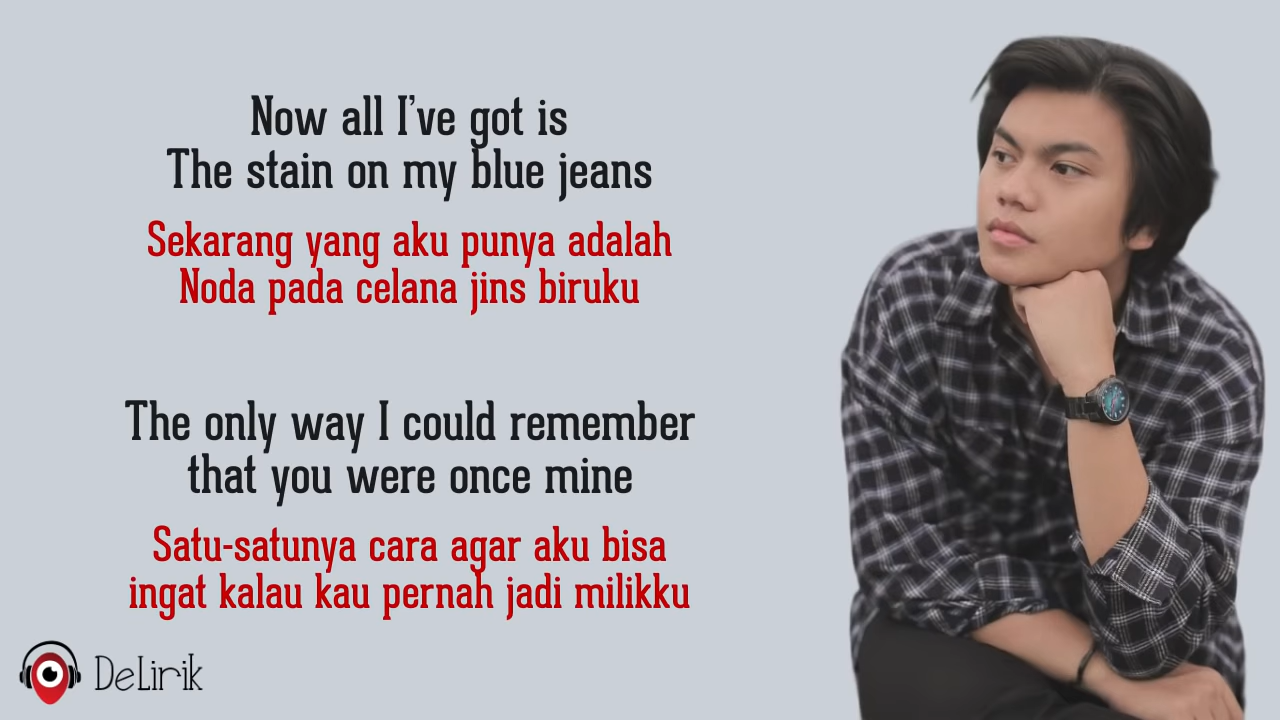 Now all I've got is
The stain on my blue jeans
Sekarang yang aku punya adalah
Noda pada celana jins biruku
The only way I could remember
that you were once mine
Satu-satunya cara agar aku bisa
ingat kalau kau pernah jadi milikku
DeLirik